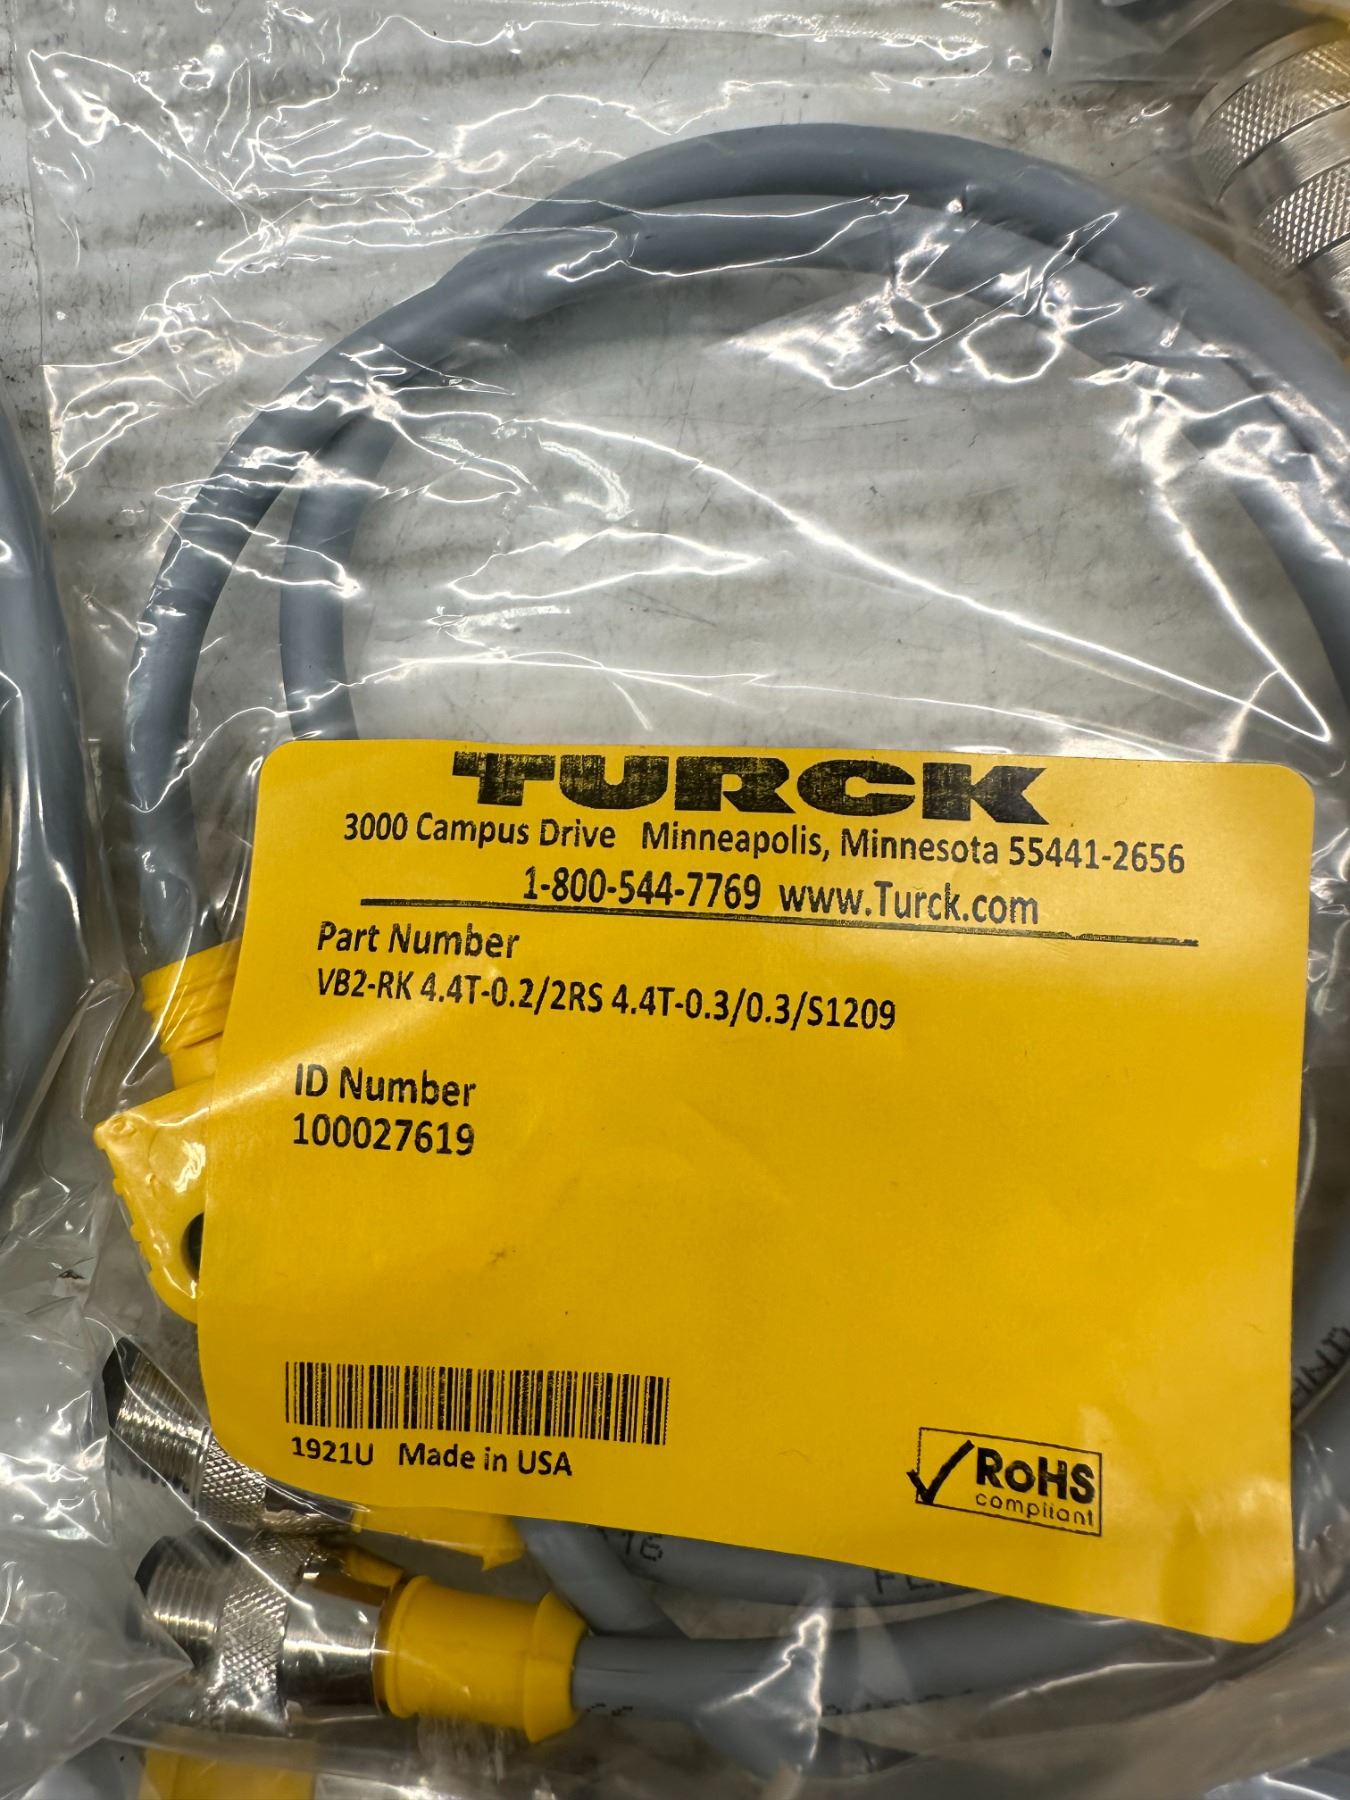 TURCK
3000 Campus Drive Minneapolis, Minnesota 55441-2656
1-800-544-7769 www.Turck.com
Part Number
VB2-RK 4.4T-0.2/2RS 4.4T-0.3/0.3/S1209
ID Number
100027619
1921U Made in USA
RoHS
compliant